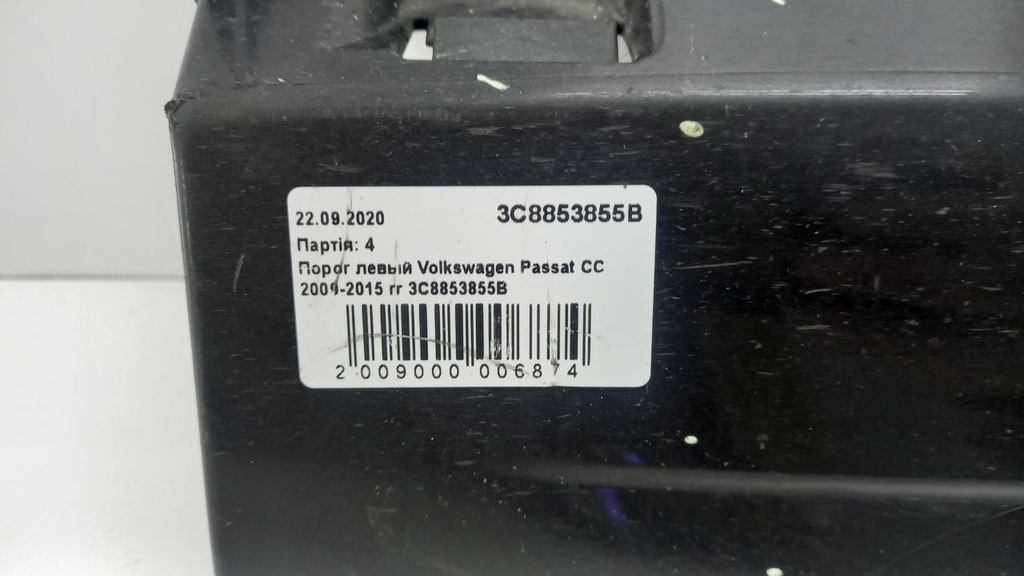 22.09.2020 3C8853855B
Партія: 4
Порог левый Volkswagen Passat CC
2009-2015 гг 3C8853855B
2 009000 006874